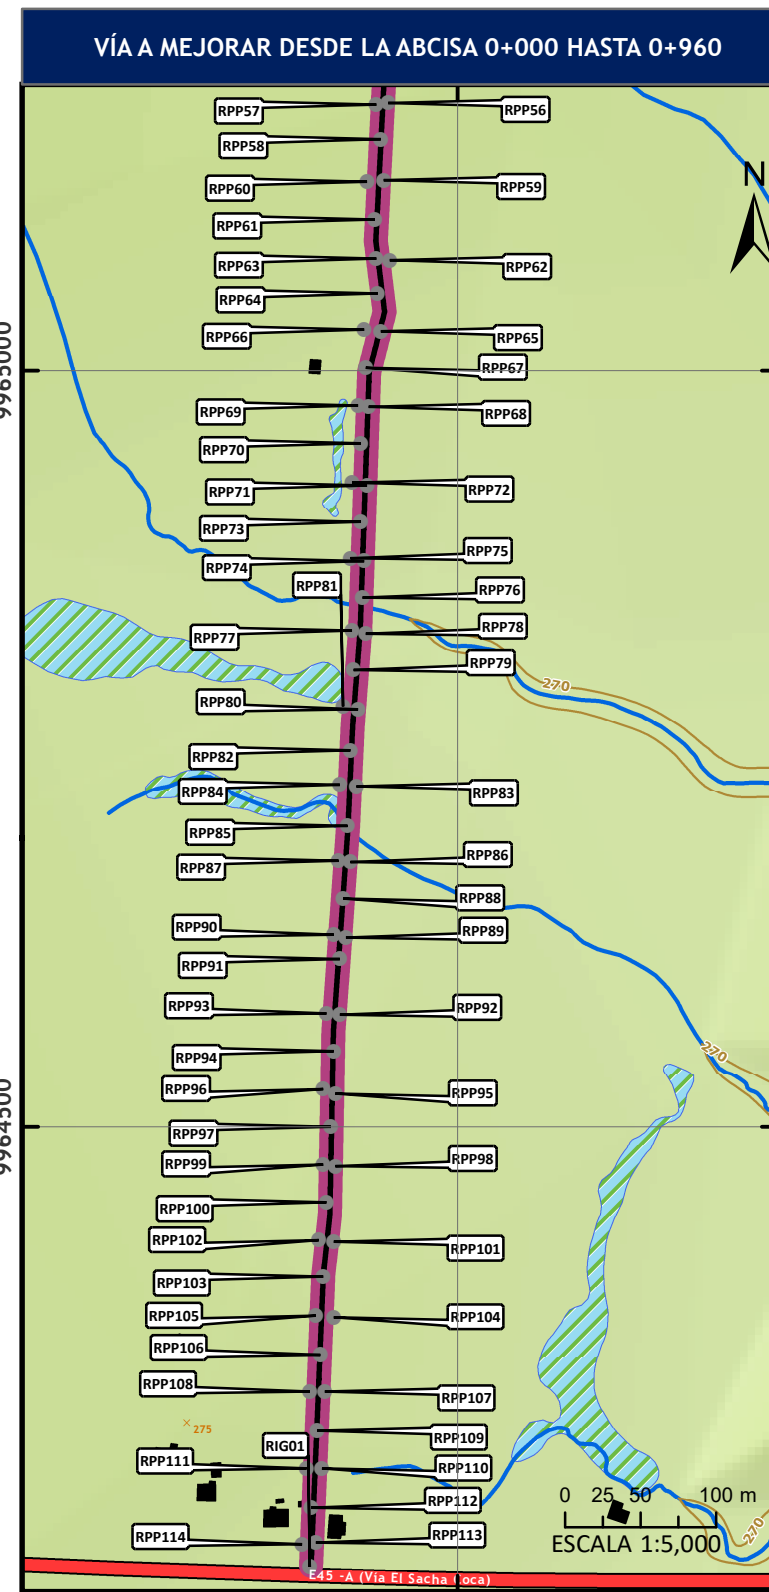 VÍA A MEJORAR DESDE LA ABCISA 0+000 HASTA 0+960
RPP57
RPP56
RPP58
N
RPP60
RPP59
RPP61
RPP63
RPP62
RPP64
RPP66
RPP65
9965000
RPP67
RPP69
RPP68
RPP70
RPP71
RPP72
RPP73
RPP75
RPP74
RPP81
RPP76
RPP77
RPP78
RPP79
270
RPP80
RPP82
RPP84
RPP83
RPP85
RPP87
RPP86
RPP88
RPP90
RPP89
RPP91
RPP93
RPP92
270
RPP94
RPP96
RPP95
9964500
RPP97
RPP99
RPP98
RPP100
RPP102
RPP101
RPP103
RPP105
RPP104
RPP106
RPP108
RPP107
275
RPP109
RIG01
RPP111
RPP110
RPP112
0 25 50 100 m
RPP114
RPP113
ESCALA 1:5,000
270
E45 -A (Vía El Sacha Coca)